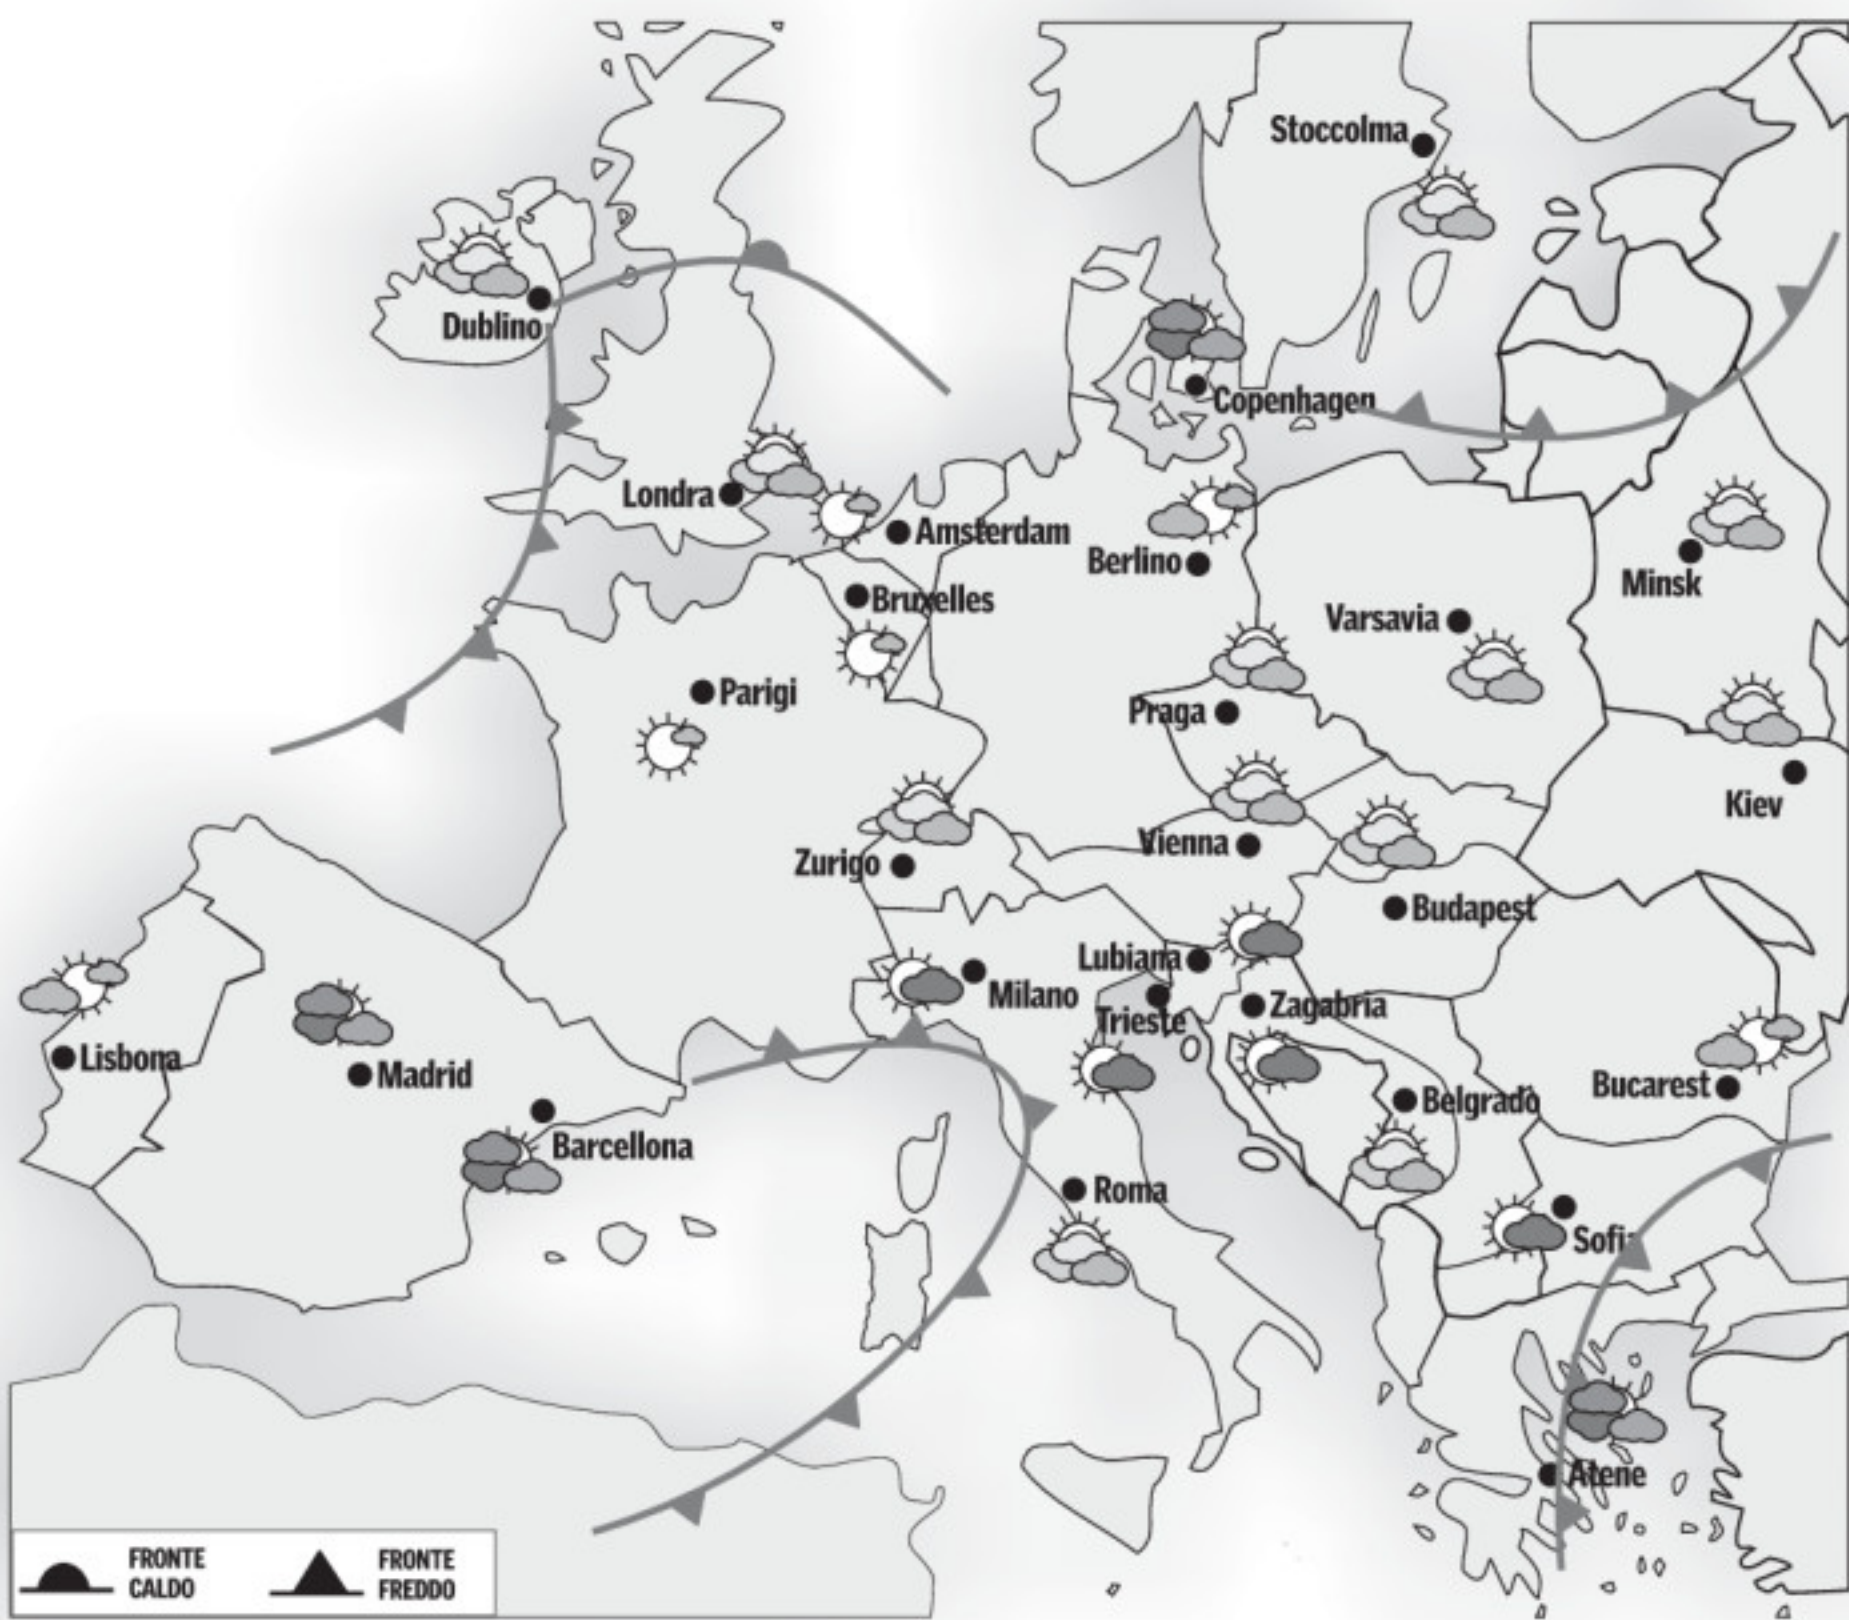 Stoccolma
Dublino
Copenhagen
Londra
Amsterdam
Berlino
Minsk
Bruxelles
Varsavia
Parigi
Praga
Kiev
Vienna
Zurigo
Budapest
Lubiana
Milano
Trieste
Zagabria
Lisbona
Madrid
Belgrado
Bucarest
Barcellona
Roma
Sofia
Atene
FRONTE
CALDO
FRONTE
FREDDO